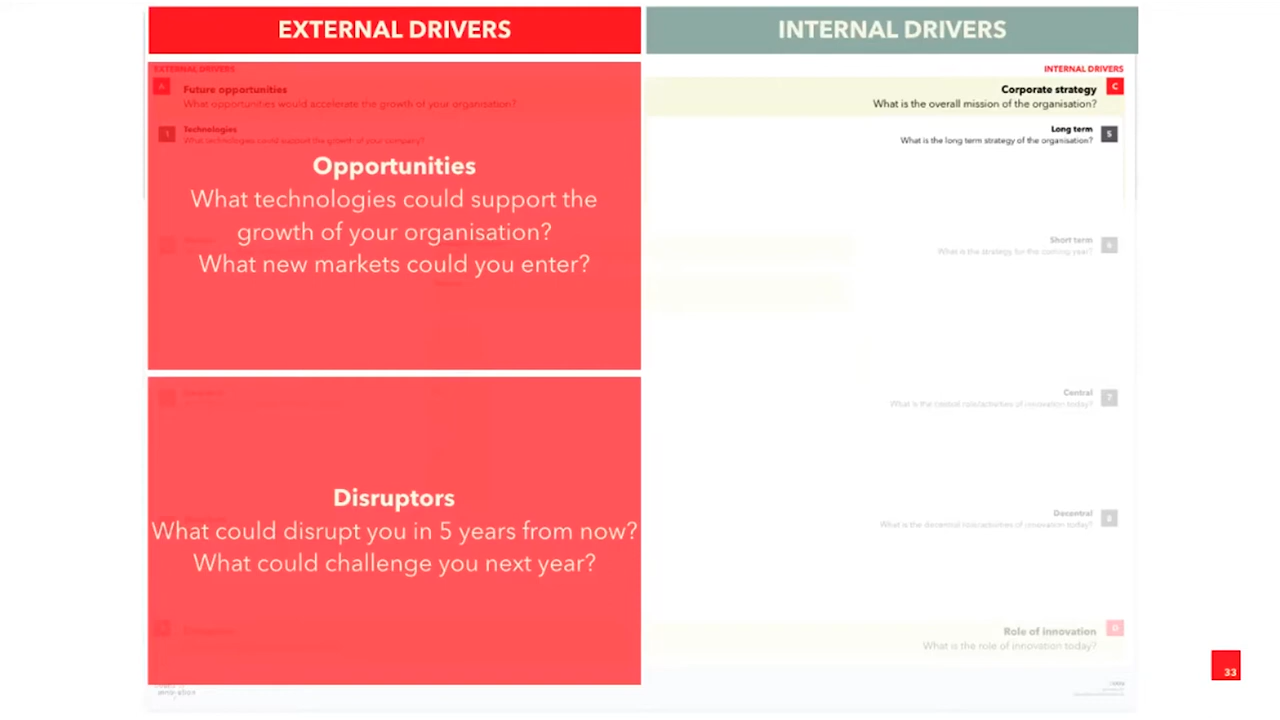 EXTERNAL DRIVERS
INTERNAL DRIVERS
EXTERNAL DRIVERS
INTERNAL DRIVERS
A
Future opportunities
What opportunities would accelerate the growth of your organisation?
1
Technologies
What technologies could support the growth of your company?
Opportunities
What technologies could support the
growth of your organisation?
What new markets could you enter?
Disruptors
What could disrupt you in 5 years from now?
What could challenge you next year?
Corporate strategy
C
What is the overall mission of the organisation?
Long term
5
What is the long term strategy of the organisation?
Short term
6
What is the strategy for the coming year?
Central
7
What is the central role/activities of innovation today?
Decentral
8
What is the decentral role/activities of innovation today?
Role of innovation
D
What is the role of innovation today?
33